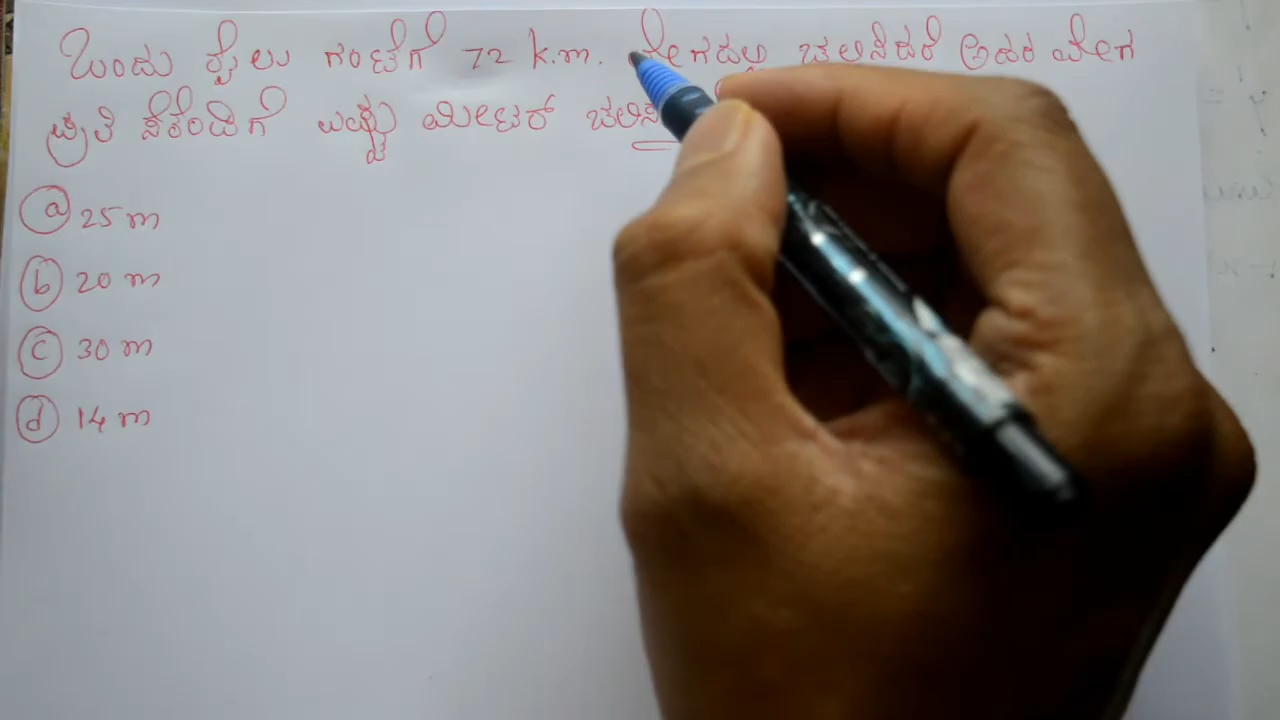 ಒಂದು ರೈಲು ಗಂಟೆಗೆ 72 k.m. ವೇಗದಲ್ಲಿ ಚಲಿಸಿದರೆ ಅದರ ವೇಗ
ಪ್ರತಿ ಸೆಕೆಂಡಿಗೆ ಎಷ್ಟು ಮೀಟರ್
a 25 m
b 20 m
c 30 m
d 14 m